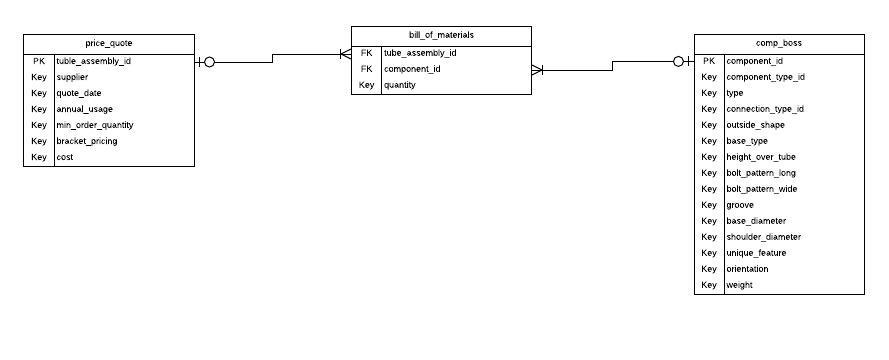 price_quote
PK tuble_assembly_id
Key supplier
Key quote_date
Key annual_usage
Key min_order_quantity
Key bracket_pricing
Key cost
bill_of_materials
FK tube_assembly_id
FK component_id
Key quantity
comp_boss
PK component_id
Key component_type_id
Key type
Key connection_type_id
Key outside_shape
Key base_type
Key height_over_tube
Key bolt_pattern_long
Key bolt_pattern_wide
Key groove
Key base_diameter
Key shoulder_diameter
Key unique_feature
Key orientation
Key weight